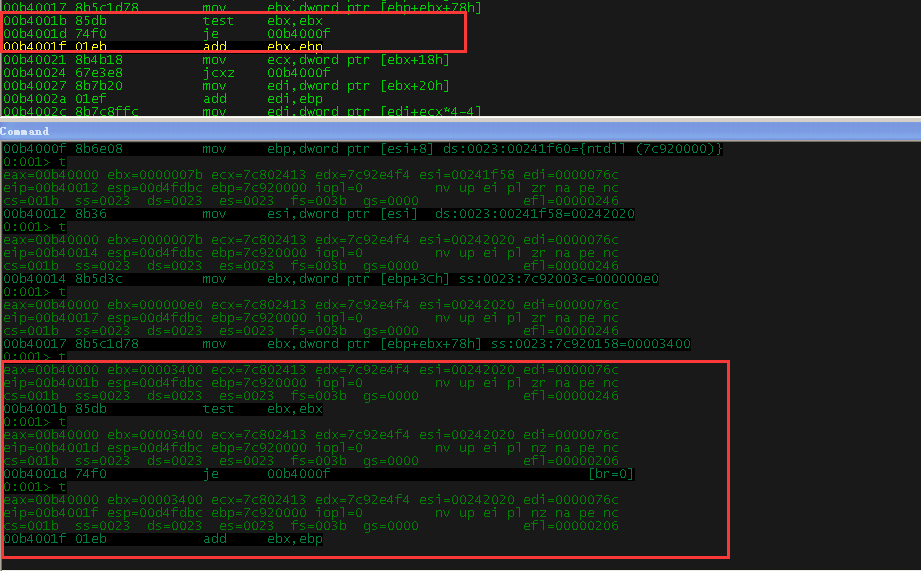 00b40017 8b5c1d78 mov ebx,dword ptr [ebp+ebx+78h]
00b4001b 85db test ebx,ebx
00b4001d 74f0 je 00b4000f
00b4001f 01eb add ebx,ebp
00b40021 8b4b18 mov ecx,dword ptr [ebx+18h]
00b40024 67e3e8 jcxz 00b4000f
00b40027 8b7b20 mov edi,dword ptr [ebx+20h]
00b4002a 01ef add edi,ebp
00b4002c 8b7c8ffc mov edi,dword ptr [edi+ecx*4-4]
Command
00b4000f 8b6e08 mov ebp,dword ptr [esi+8] ds:0023:00241f60={ntdll (7c920000)}
0:001> t
eax=00b40000 ebx=0000007b ecx=7c802413 edx=7c92e4f4 esi=00241f58 edi=0000076c
eip=00b40012 esp=00d4fdbc ebp=7c920000 iopl=0 nv up ei pl zr na pe nc
cs=001b ss=0023 ds=0023 es=0023 fs=003b gs=0000 efl=00000246
00b40012 8b36 mov esi,dword ptr [esi] ds:0023:00241f58=00242020
0:001> t
eax=00b40000 ebx=0000007b ecx=7c802413 edx=7c92e4f4 esi=00242020 edi=0000076c
eip=00b40014 esp=00d4fdbc ebp=7c920000 iopl=0 nv up ei pl zr na pe nc
cs=001b ss=0023 ds=0023 es=0023 fs=003b gs=0000 efl=00000246
00b40014 8b5d3c mov ebx,dword ptr [ebp+3Ch] ss:0023:7c92003c=000000e0
0:001> t
eax=00b40000 ebx=000000e0 ecx=7c802413 edx=7c92e4f4 esi=00242020 edi=0000076c
eip=00b40017 esp=00d4fdbc ebp=7c920000 iopl=0 nv up ei pl zr na pe nc
cs=001b ss=0023 ds=0023 es=0023 fs=003b gs=0000 efl=00000246
00b40017 8b5c1d78 mov ebx,dword ptr [ebp+ebx+78h] ss:0023:7c920158=00003400
0:001> t
eax=00b40000 ebx=00003400 ecx=7c802413 edx=7c92e4f4 esi=00242020 edi=0000076c
eip=00b4001b esp=00d4fdbc ebp=7c920000 iopl=0 nv up ei pl zr na pe nc
cs=001b ss=0023 ds=0023 es=0023 fs=003b gs=0000 efl=00000246
00b4001b 85db test ebx,ebx
0:001> t
eax=00b40000 ebx=00003400 ecx=7c802413 edx=7c92e4f4 esi=00242020 edi=0000076c
eip=00b4001d esp=00d4fdbc ebp=7c920000 iopl=0 nv up ei pl nz na pe nc
cs=001b ss=0023 ds=0023 es=0023 fs=003b gs=0000 efl=00000206
00b4001d 74f0 je 00b4000f [br=0]
0:001> t
eax=00b40000 ebx=00003400 ecx=7c802413 edx=7c92e4f4 esi=00242020 edi=0000076c
eip=00b4001f esp=00d4fdbc ebp=7c920000 iopl=0 nv up ei pl nz na pe nc
cs=001b ss=0023 ds=0023 es=0023 fs=003b gs=0000 efl=00000206
00b4001f 01eb add ebx,ebp